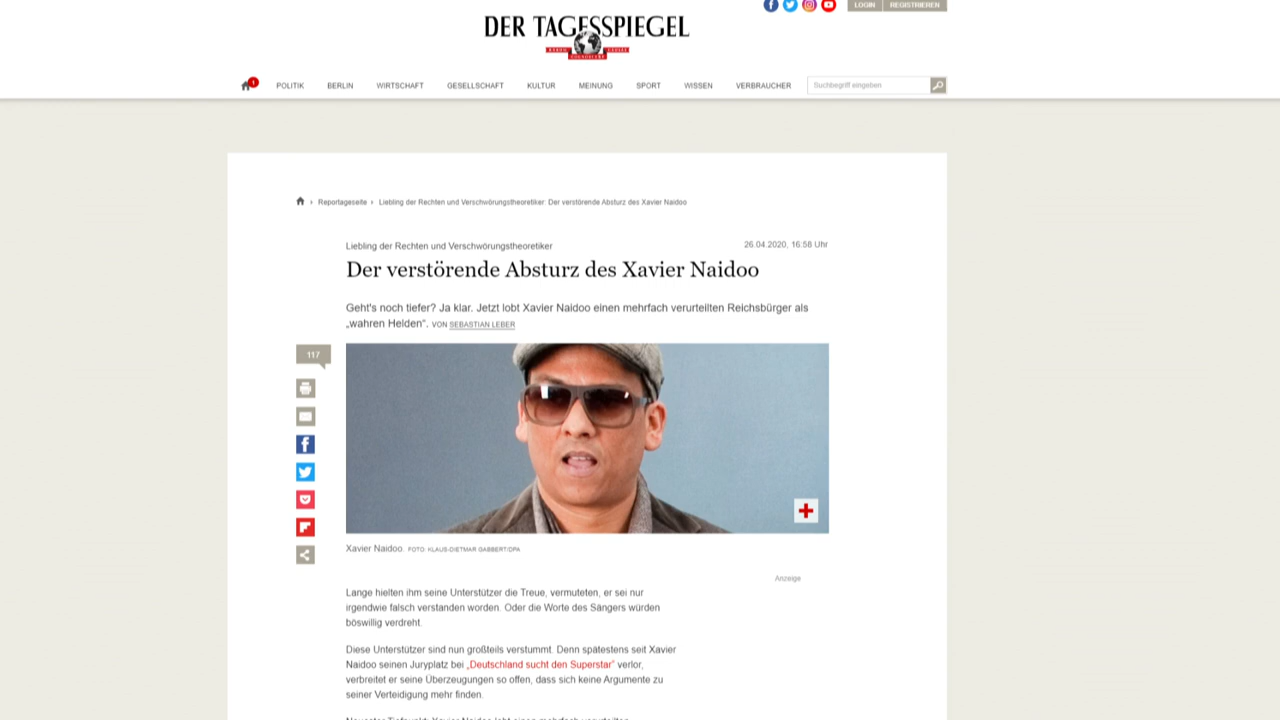 LOGIN REGISTRIEREN
DER TAGESSPIEGEL
1
POLITIK BERLIN WIRTSCHAFT GESELLSCHAFT KULTUR MEINUNG SPORT WISSEN VERBRAUCHER Suchbegriff eingeben
› Reportageseite › Liebling der Rechten und Verschwörungstheoretiker: Der verstörende Absturz des Xavier Naidoo
Liebling der Rechten und Verschwörungstheoretiker 26.04.2020, 16:58 Uhr
Der verstörende Absturz des Xavier Naidoo
Geht's noch tiefer? Ja klar. Jetzt lobt Xavier Naidoo einen mehrfach verurteilten Reichsbürger als
„wahren Helden“. VON SEBASTIAN LEBER
117
Xavier Naidoo. FOTO: KLAUS-DIETMAR GABBERT/DPA
Anzeige
Lange hielten ihm seine Unterstützer die Treue, vermuteten, er sei nur
irgendwie falsch verstanden worden. Oder die Worte des Sängers würden
böswillig verdreht.
Diese Unterstützer sind nun großteils verstummt. Denn spätestens seit Xavier
Naidoo seinen Juryplatz bei „Deutschland sucht den Superstar“ verlor,
verbreitet er seine Überzeugungen so offen, dass sich keine Argumente zu
seiner Verteidigung mehr finden.